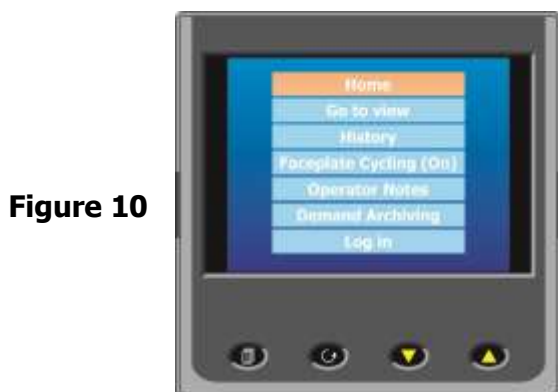 Home
Go to view
History
Faceplate Cycling (On)
Operator Notes
Demand Archiving
Log in
Figure 10